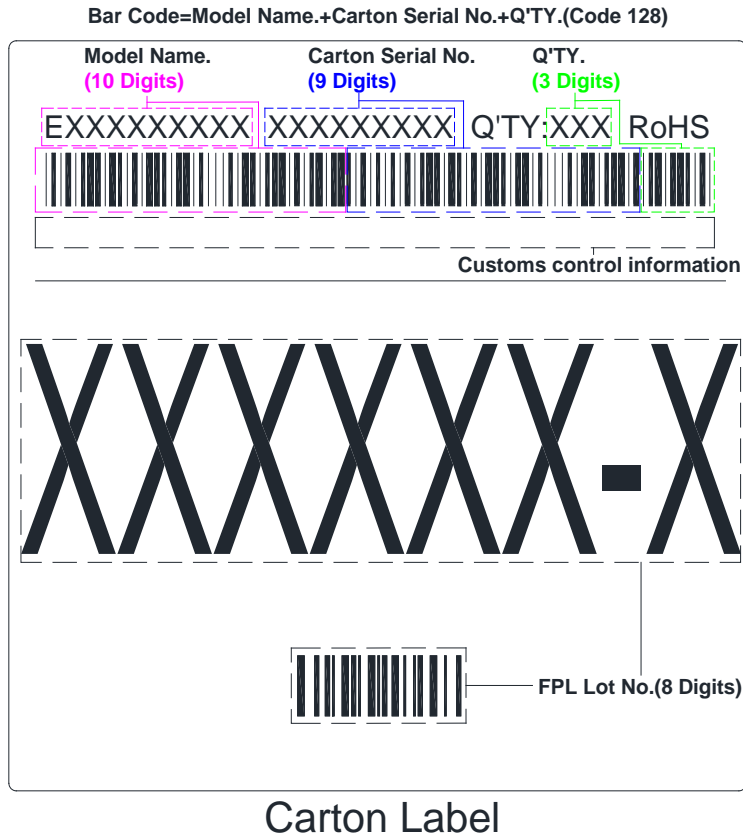 Bar Code=Model Name.+Carton Serial No.+Q'TY.(Code 128)
Model Name. Carton Serial No. Q'TY.
(10 Digits) (9 Digits) (3 Digits)
EXXXXXXXXX XXXXXXXXX Q'TY:XXX RoHS
Customs control information
XXXXXX-X
FPL Lot No.(8 Digits)
Carton Label